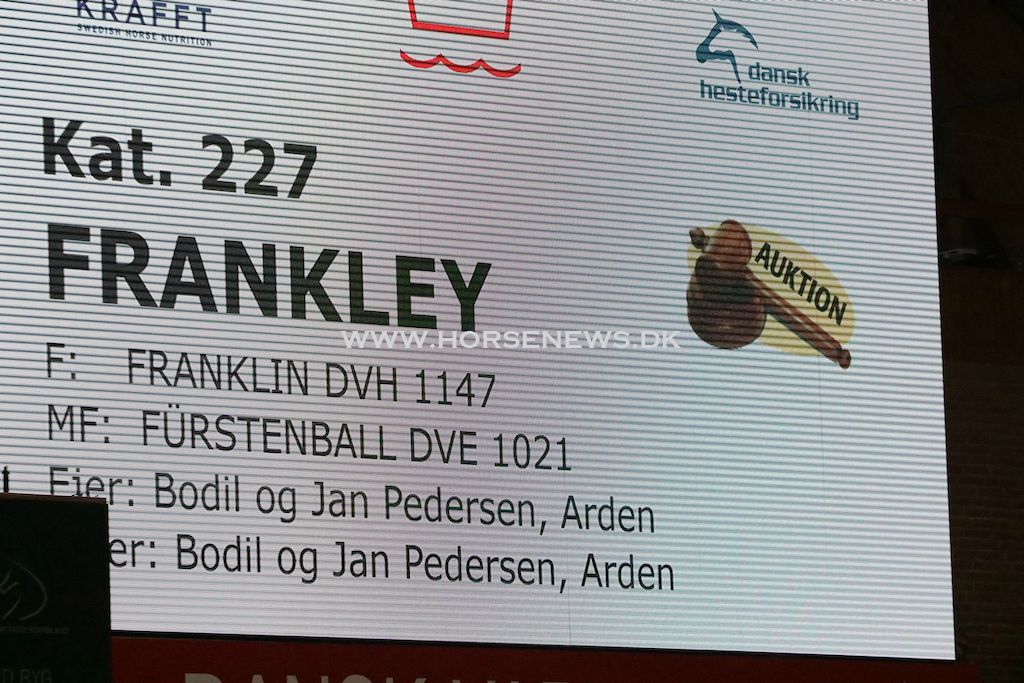 KRAFFT
SWEDISH HORSE NUTRITION
dansk
hesteforsikring
Kat. 227
AUKTION
FRANKLEY
WWW.HORSENEWS.DK
F: FRANKLIN DVH 1147
MF: FÜRSTENBALL DVE 1021
Ejer: Bodil og Jan Pedersen, Arden
er: Bodil og Jan Pedersen, Arden